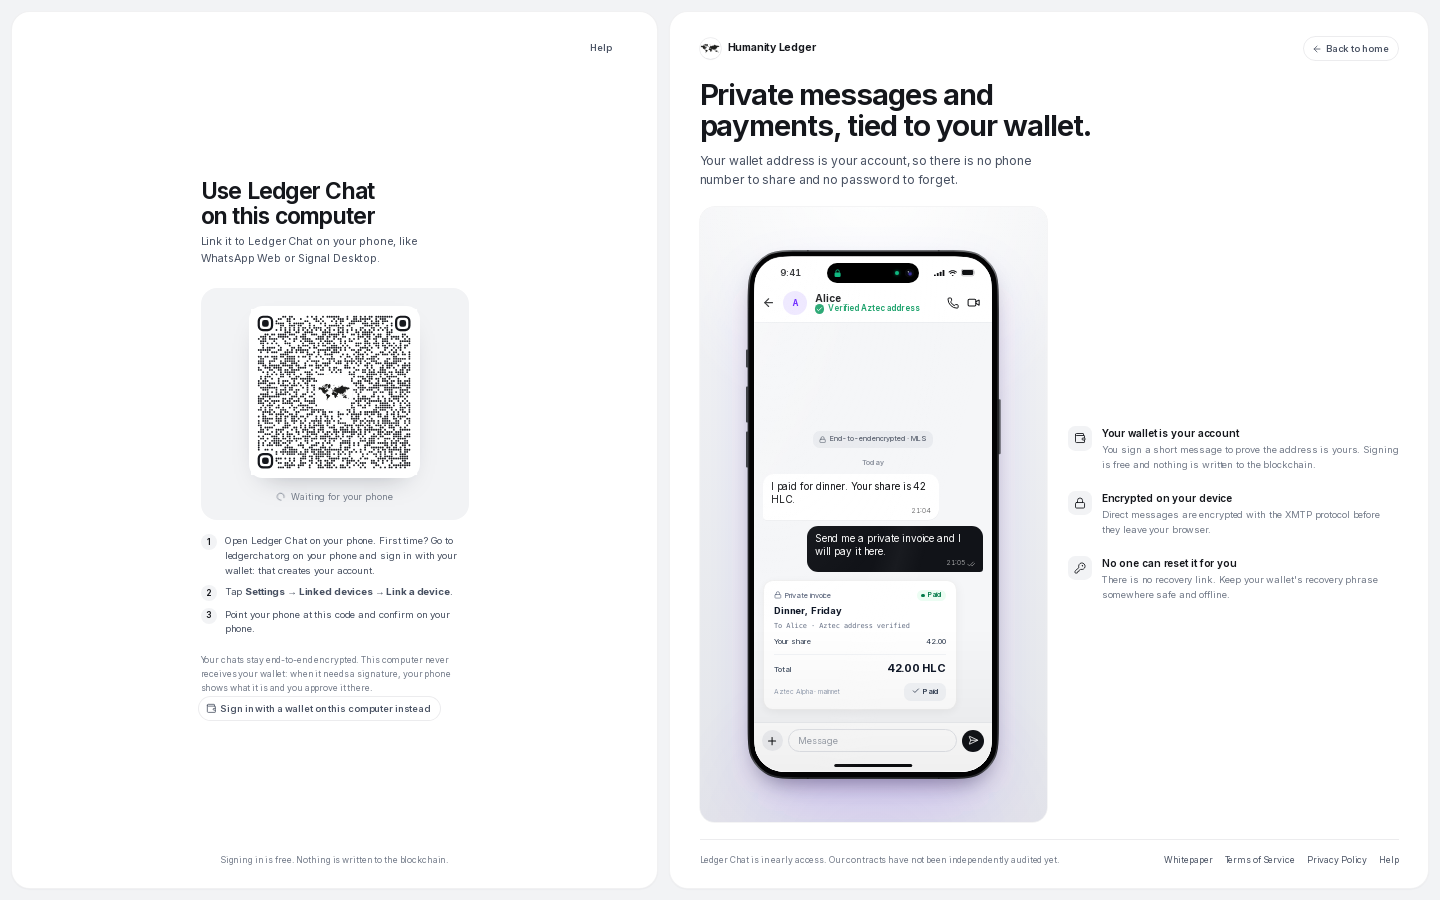 Help
Use Ledger Chat
on this computer
Link it to Ledger Chat on your phone, like
WhatsApp Web or Signal Desktop.
Waiting for your phone
1 Open Ledger Chat on your phone. First time? Go to
ledgerchat.org on your phone and sign in with your
wallet: that creates your account.
2 Tap Settings → Linked devices → Link a device.
3 Point your phone at this code and confirm on your
phone.
Your chats stay end-to-end encrypted. This computer never
receives your wallet: when it needs a signature, your phone
shows what it is and you approve it there.
Sign in with a wallet on this computer instead
Signing in is free. Nothing is written to the blockchain.
Humanity Ledger
← Back to home
Private messages and
payments, tied to your wallet.
Your wallet address is your account, so there is no phone
number to share and no password to forget.
9:41
A
Alice
Verified Aztec address
End-to-end encrypted · MLS
Today
I paid for dinner. Your share is 42
HLC.
21:04
Send me a private invoice and I
will pay it here.
21:05
Private invoice
Paid
Dinner, Friday
To Alice · Aztec address verified
Your share 42.00
Total 42.00 HLC
Aztec Alpha · mainnet
Paid
Message
Your wallet is your account
You sign a short message to prove the address is yours. Signing
is free and nothing is written to the blockchain.
Encrypted on your device
Direct messages are encrypted with the XMTP protocol before
they leave your browser.
No one can reset it for you
There is no recovery link. Keep your wallet's recovery phrase
somewhere safe and offline.
Ledger Chat is in early access. Our contracts have not been independently audited yet.
Whitepaper Terms of Service Privacy Policy Help